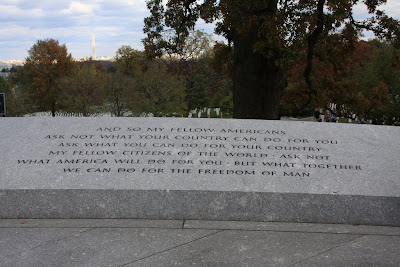 AND SO MY FELLOW AMERICANS
ASK NOT WHAT YOUR COUNTRY CAN DO FOR YOU
ASK WHAT YOU CAN DO FOR YOUR COUNTRY
MY FELLOW CITIZENS OF THE WORLD · ASK NOT
WHAT AMERICA WILL DO FOR YOU · BUT WHAT TOGETHER
WE CAN DO FOR THE FREEDOM OF MAN